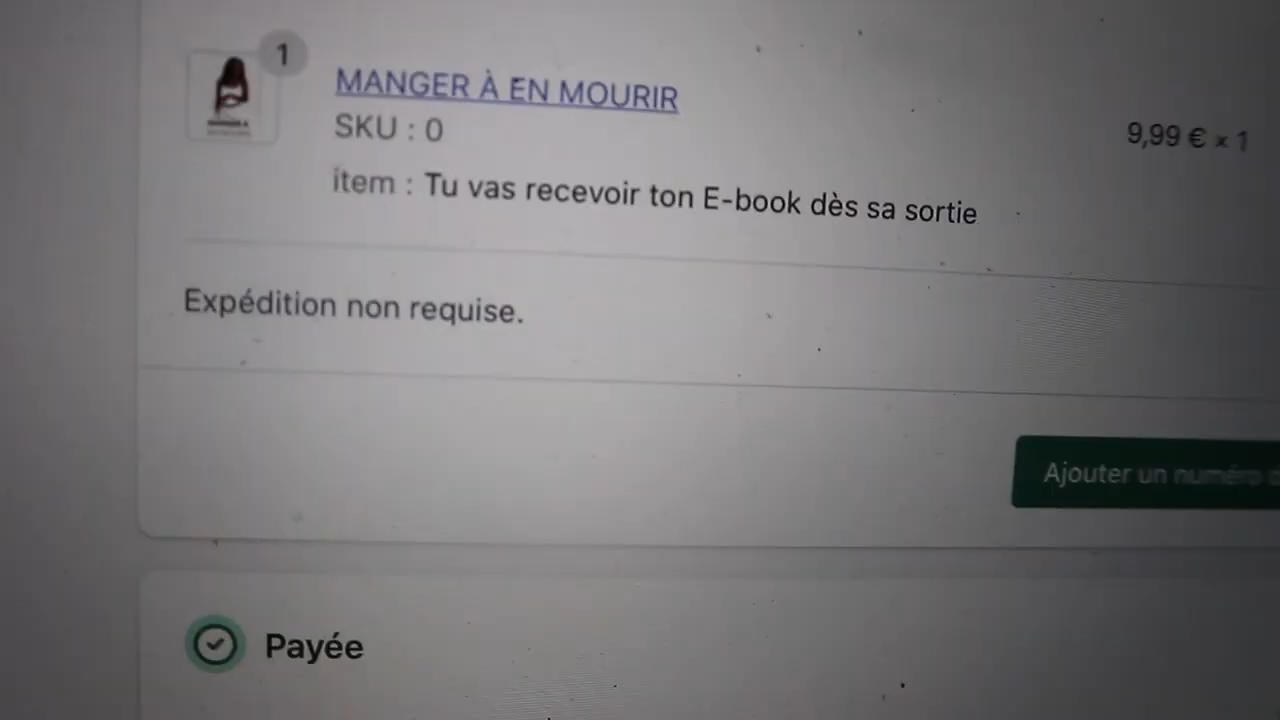 1
MANGER À EN MOURIR
SKU : 0
9,99 € × 1
item : Tu vas recevoir ton E-book dès sa sortie
Expédition non requise.
Ajouter un numéro
Payée